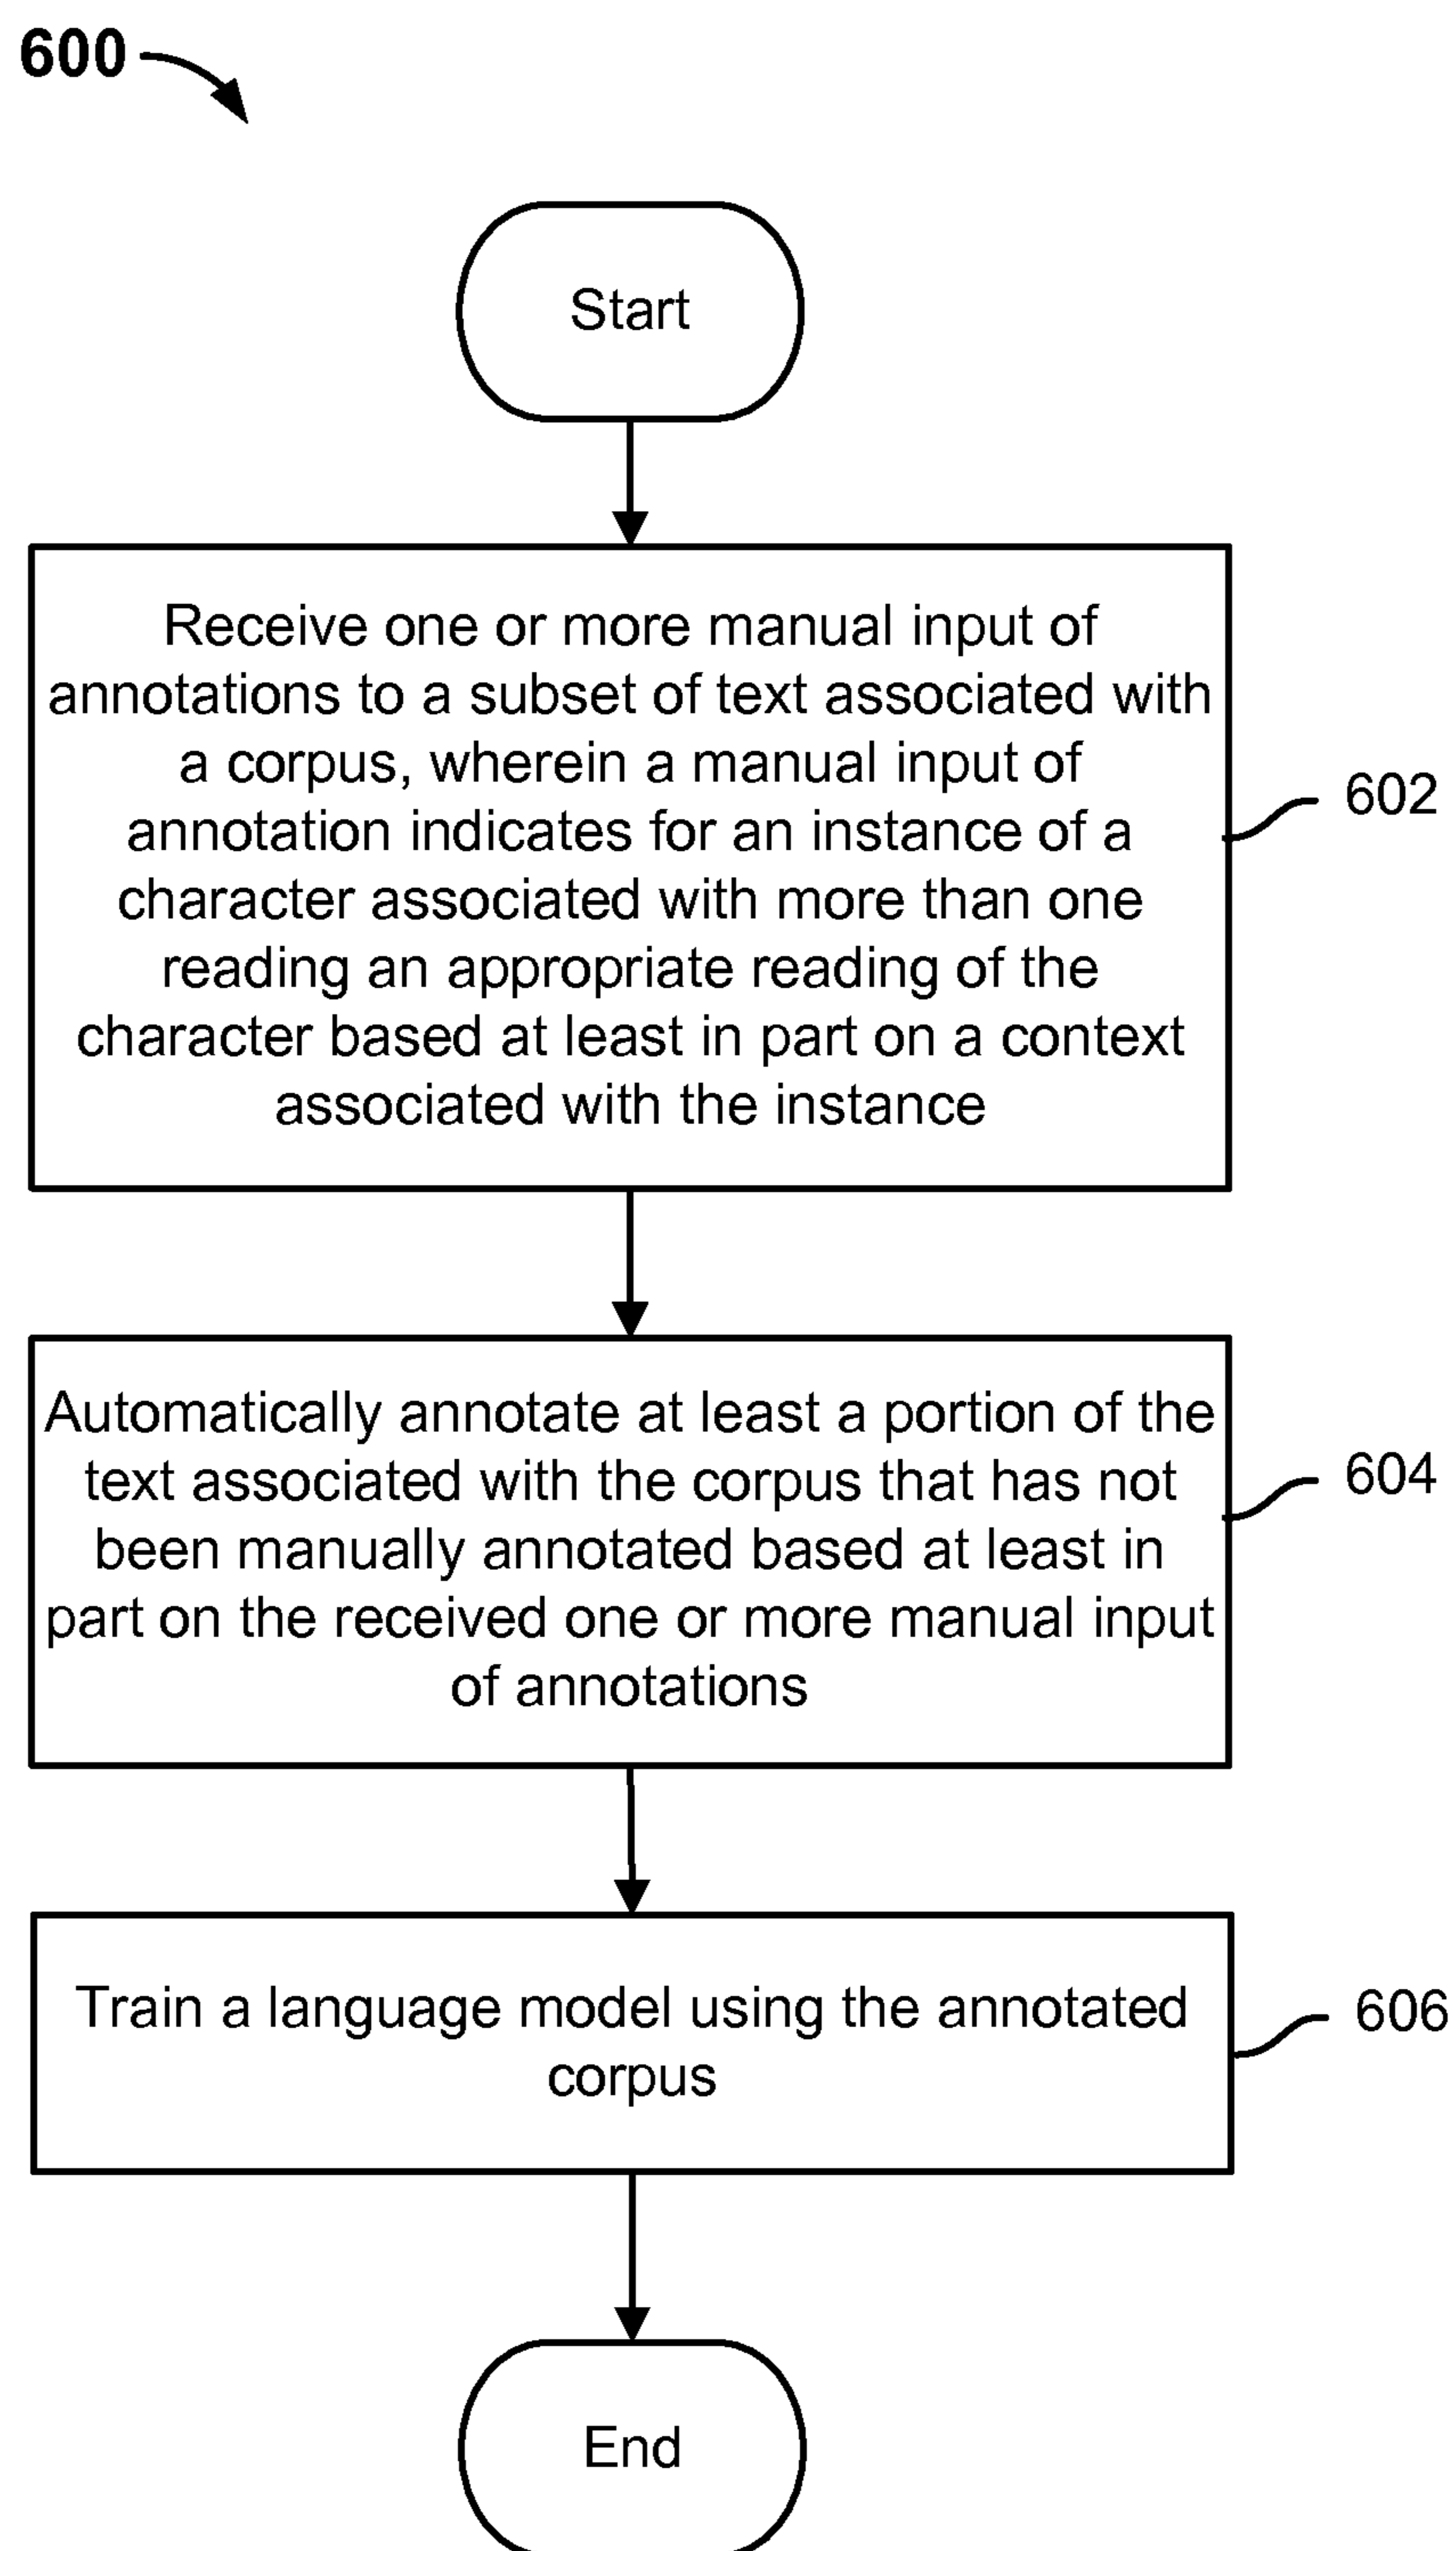 600
Start
Receive one or more manual input of
annotations to a subset of text associated with
a corpus, wherein a manual input of
annotation indicates for an instance of a
character associated with more than one
reading an appropriate reading of the
character based at least in part on a context
associated with the instance
602
Automatically annotate at least a portion of the
text associated with the corpus that has not
been manually annotated based at least in
part on the received one or more manual input
of annotations
604
Train a language model using the annotated
corpus
606
End